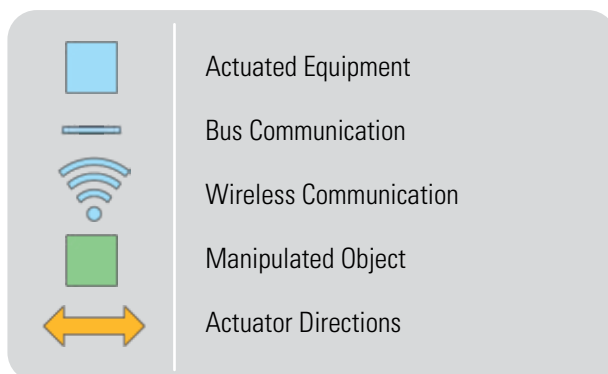 Actuated Equipment
Bus Communication
Wireless Communication
Manipulated Object
Actuator Directions